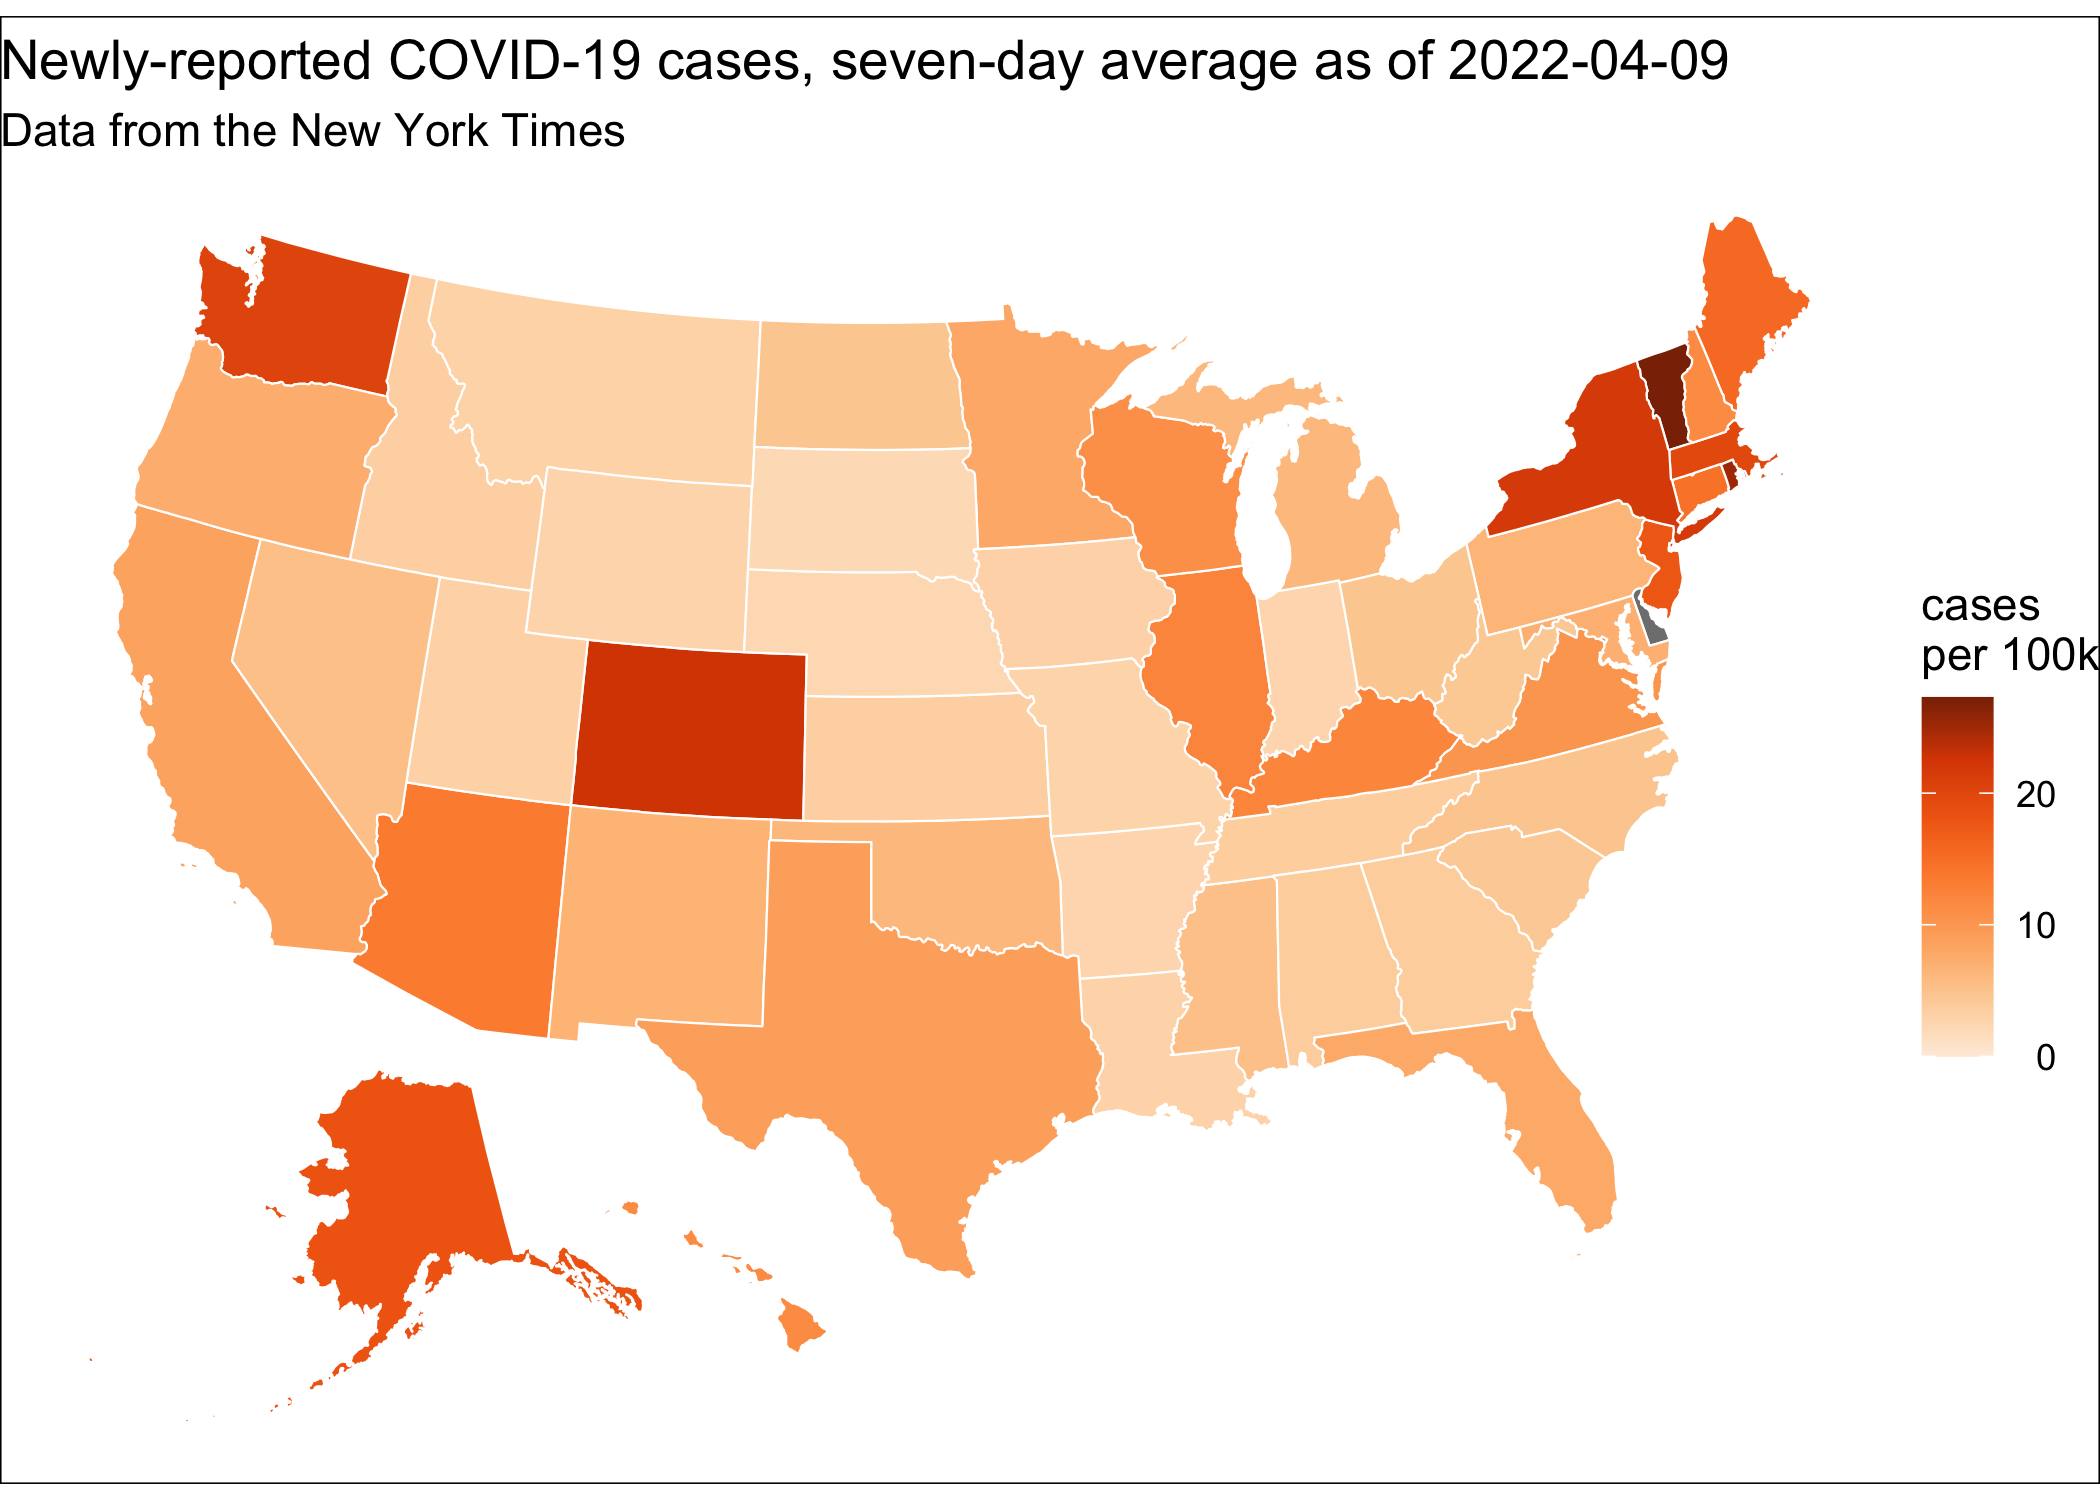 Newly-reported COVID-19 cases, seven-day average as of 2022-04-09
Data from the New York Times
cases
per 100k
20
10
0